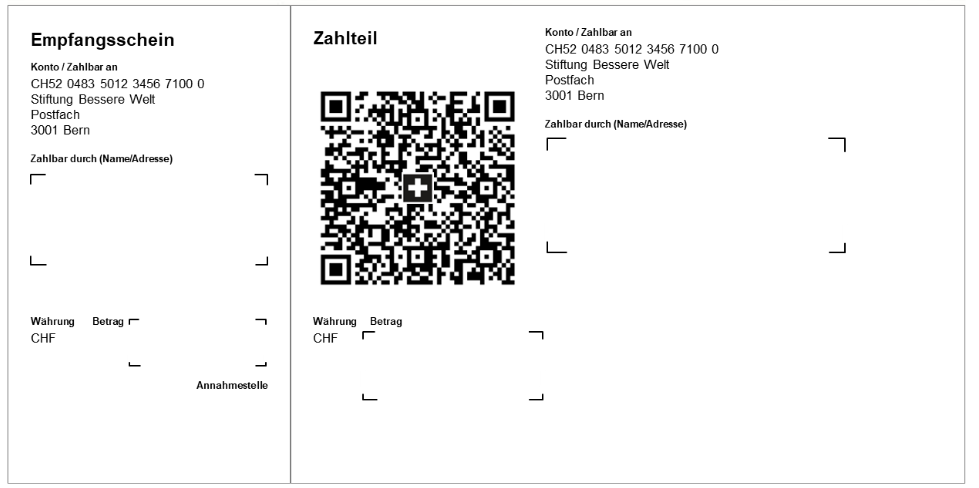 Empfangsschein
Konto / Zahlbar an
CH52 0483 5012 3456 7100 0
Stiftung Bessere Welt
Postfach
3001 Bern
Zahlbar durch (Name/Adresse)
Währung Betrag
CHF
Annahmestelle
Zahlteil
Währung Betrag
CHF
Konto / Zahlbar an
CH52 0483 5012 3456 7100 0
Stiftung Bessere Welt
Postfach
3001 Bern
Zahlbar durch (Name/Adresse)